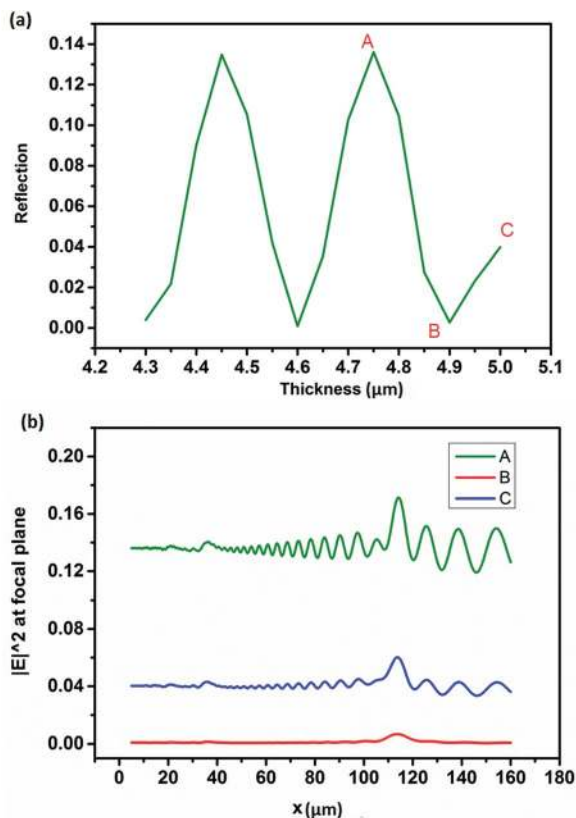 (a)
0.14
0.12
0.10
0.08
0.06
0.04
0.02
0.00
Reflection
A
B
C
4.2 4.3 4.4 4.5 4.6 4.7 4.8 4.9 5.0 5.1
Thickness (µm)
(b)
0.20
0.16
0.12
0.08
0.04
0.00
|E|^2 at focal plane
A
B
C
0 20 40 60 80 100 120 140 160 180
x (µm)